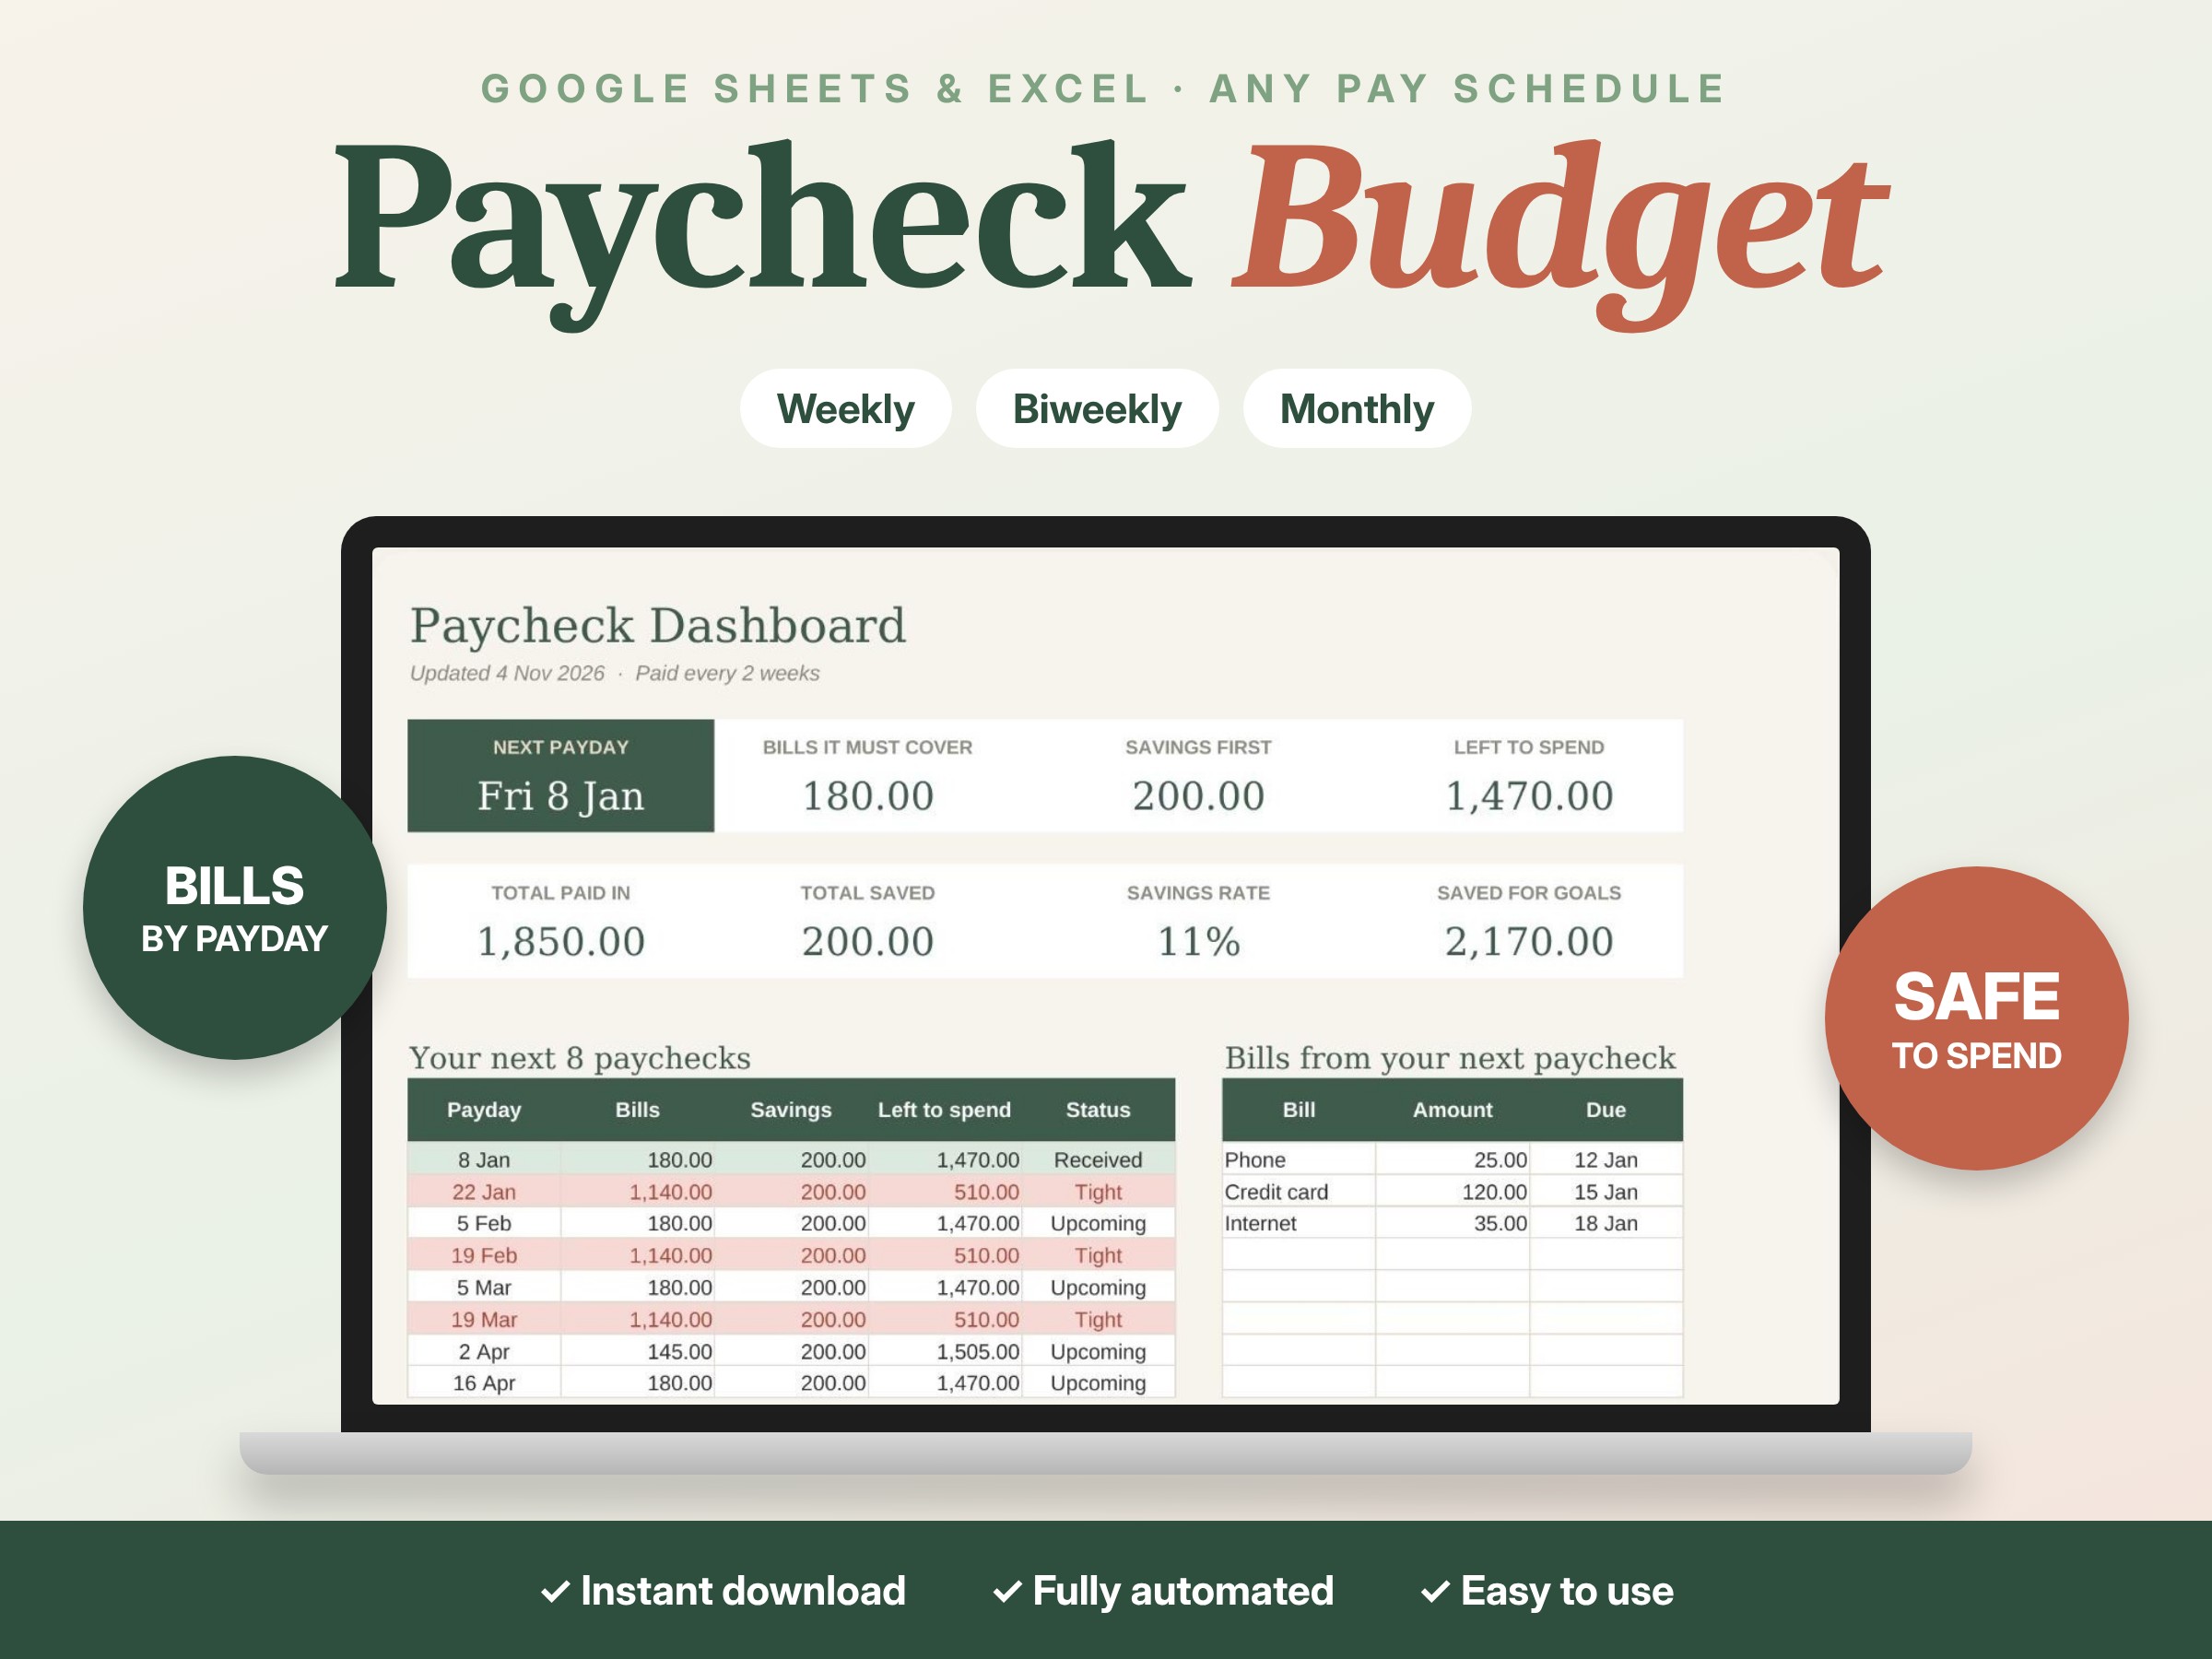 GOOGLE SHEETS & EXCEL · ANY PAY SCHEDULE
Paycheck Budget
Weekly Biweekly Monthly
Paycheck Dashboard
Updated 4 Nov 2026 · Paid every 2 weeks
NEXT PAYDAY BILLS IT MUST COVER SAVINGS FIRST LEFT TO SPEND
Fri 8 Jan 180.00 200.00 1,470.00
TOTAL PAID IN TOTAL SAVED SAVINGS RATE SAVED FOR GOALS
1,850.00 200.00 11% 2,170.00
BILLS
BY PAYDAY
SAFE
TO SPEND
Your next 8 paychecks
Payday Bills Savings Left to spend Status
8 Jan 180.00 200.00 1,470.00 Received
22 Jan 1,140.00 200.00 510.00 Tight
5 Feb 180.00 200.00 1,470.00 Upcoming
19 Feb 1,140.00 200.00 510.00 Tight
5 Mar 180.00 200.00 1,470.00 Upcoming
19 Mar 1,140.00 200.00 510.00 Tight
2 Apr 145.00 200.00 1,505.00 Upcoming
16 Apr 180.00 200.00 1,470.00 Upcoming
Bills from your next paycheck
Bill Amount Due
Phone 25.00 12 Jan
Credit card 120.00 15 Jan
Internet 35.00 18 Jan
✓ Instant download ✓ Fully automated ✓ Easy to use